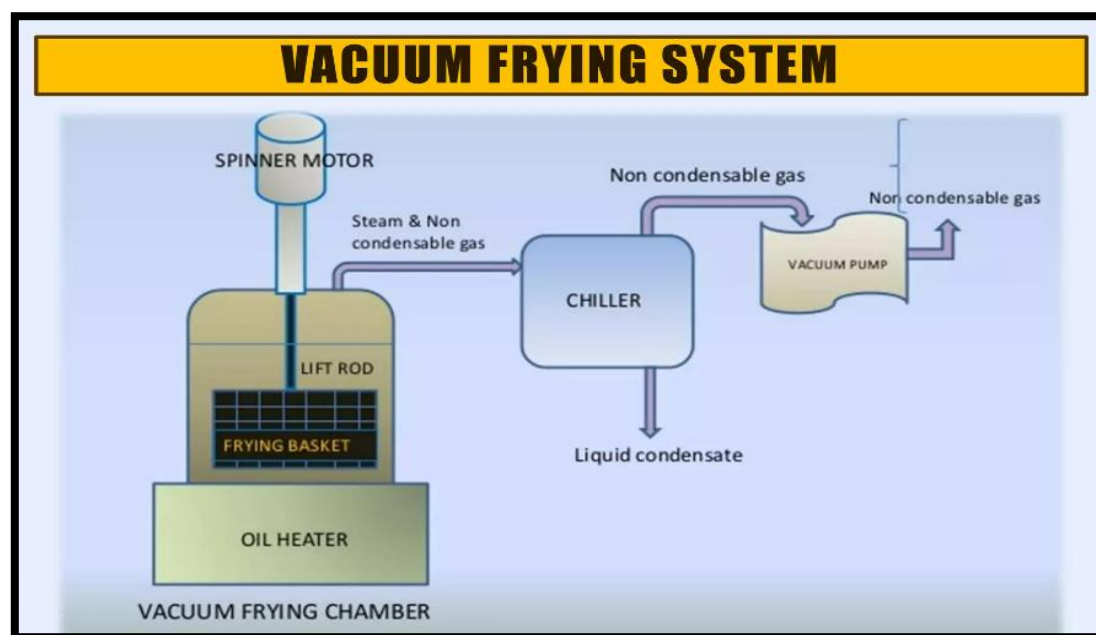 VACUUM FRYING SYSTEM
SPINNER MOTOR
Steam & Non
condensable gas
Non condensable gas
Non condensable gas
VACUUM PUMP
CHILLER
LIFT ROD
FRYING BASKET
Liquid condensate
OIL HEATER
VACUUM FRYING CHAMBER